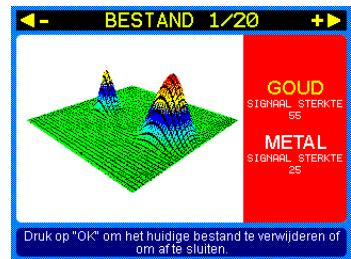 - BESTAND 1/20 +
GOUD
SIGNAAL STERKTE
55
METAL
SIGNAAL STERKTE
25
Druk op "OK" om het huidige bestand te verwijderen of
om af te sluiten.